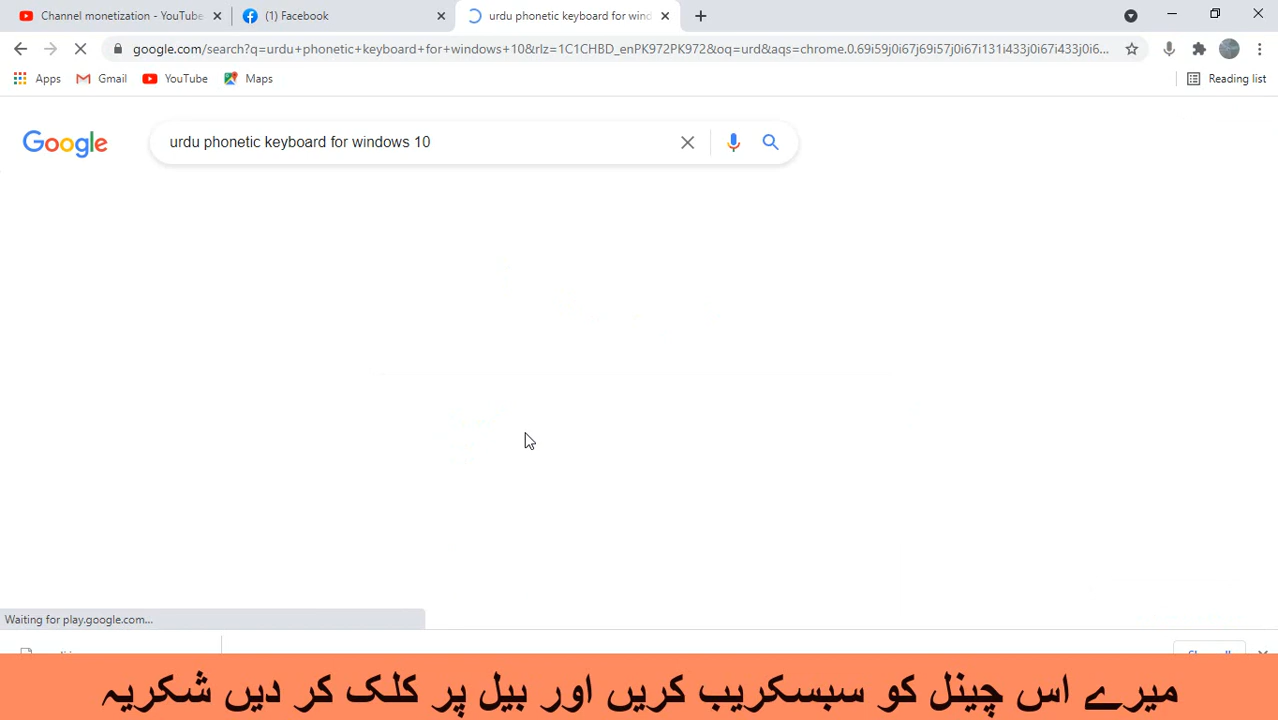 Channel monetization - YouTube
(1) Facebook
urdu phonetic keyboard for wind
google.com/search?q=urdu+phonetic+keyboard+for+windows+10&rlz=1C1CHBD_enPK972PK972&oq=urd&aqs=chrome.0.69i59j0i67j69i57j0i67i131i433j0i67i433j0i6...
Apps
Gmail
YouTube
Maps
Reading list
Google
urdu phonetic keyboard for windows 10
Waiting for play.google.com...
میرے اس چینل کو سبسکریب کریں اور بیل پر کلک کر دیں شکریہ